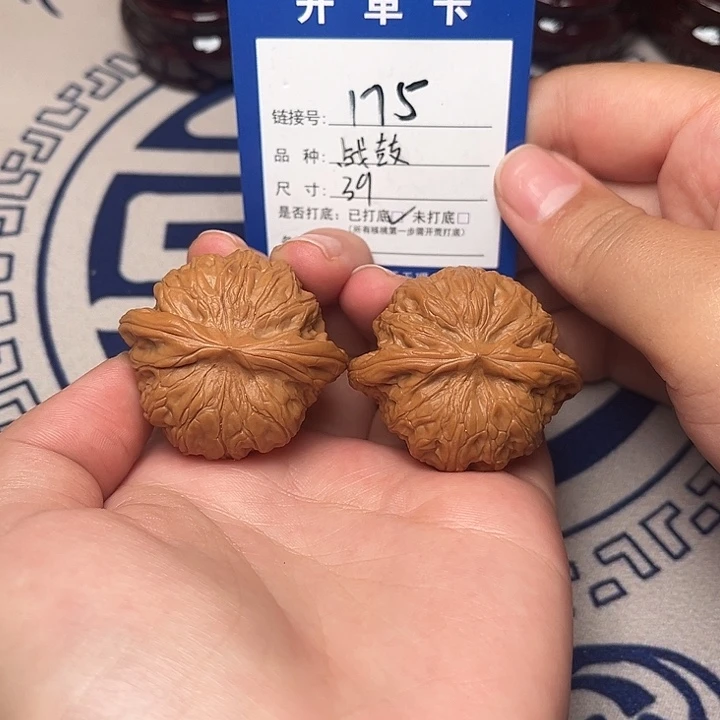 开单卡
链接号: 175
品 种: 战鼓
尺 寸: 39
是否打底: 已打底☑ 未打底□
(所有核桃第一步需开荒打底)